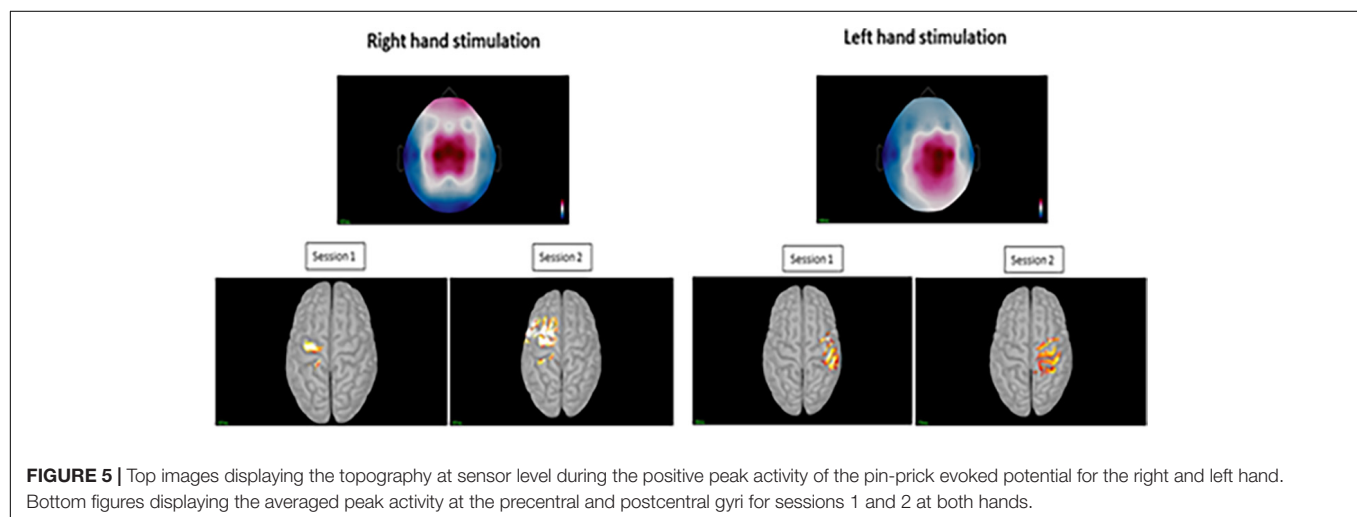 Right hand stimulation
Left hand stimulation
Session 1
Session 2
Session 1
Session 2
FIGURE 5 | Top images displaying the topography at sensor level during the positive peak activity of the pin-prick evoked potential for the right and left hand.
Bottom figures displaying the averaged peak activity at the precentral and postcentral gyri for sessions 1 and 2 at both hands.